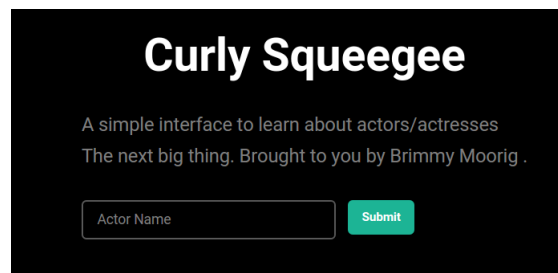 Curly Squeegee
A simple interface to learn about actors/actresses
The next big thing. Brought to you by Brimmy Moorig .
Actor Name
Submit